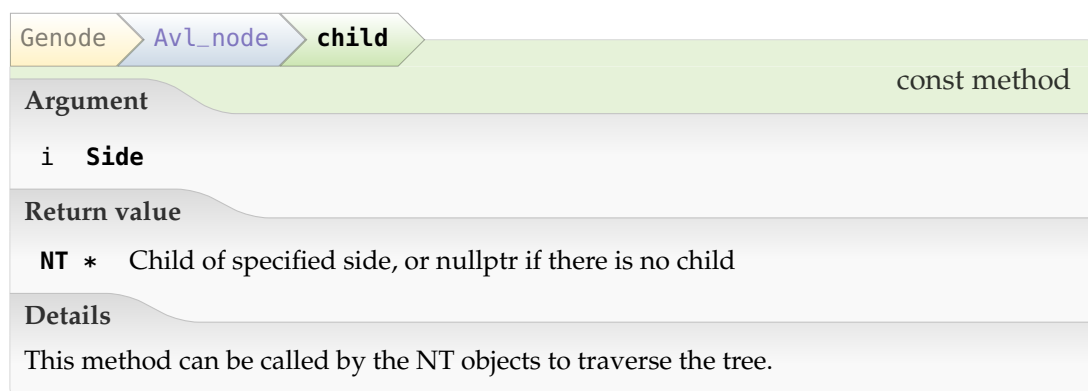 Genode Avl_node child
const method
Argument
i Side
Return value
NT * Child of specified side, or nullptr if there is no child
Details
This method can be called by the NT objects to traverse the tree.